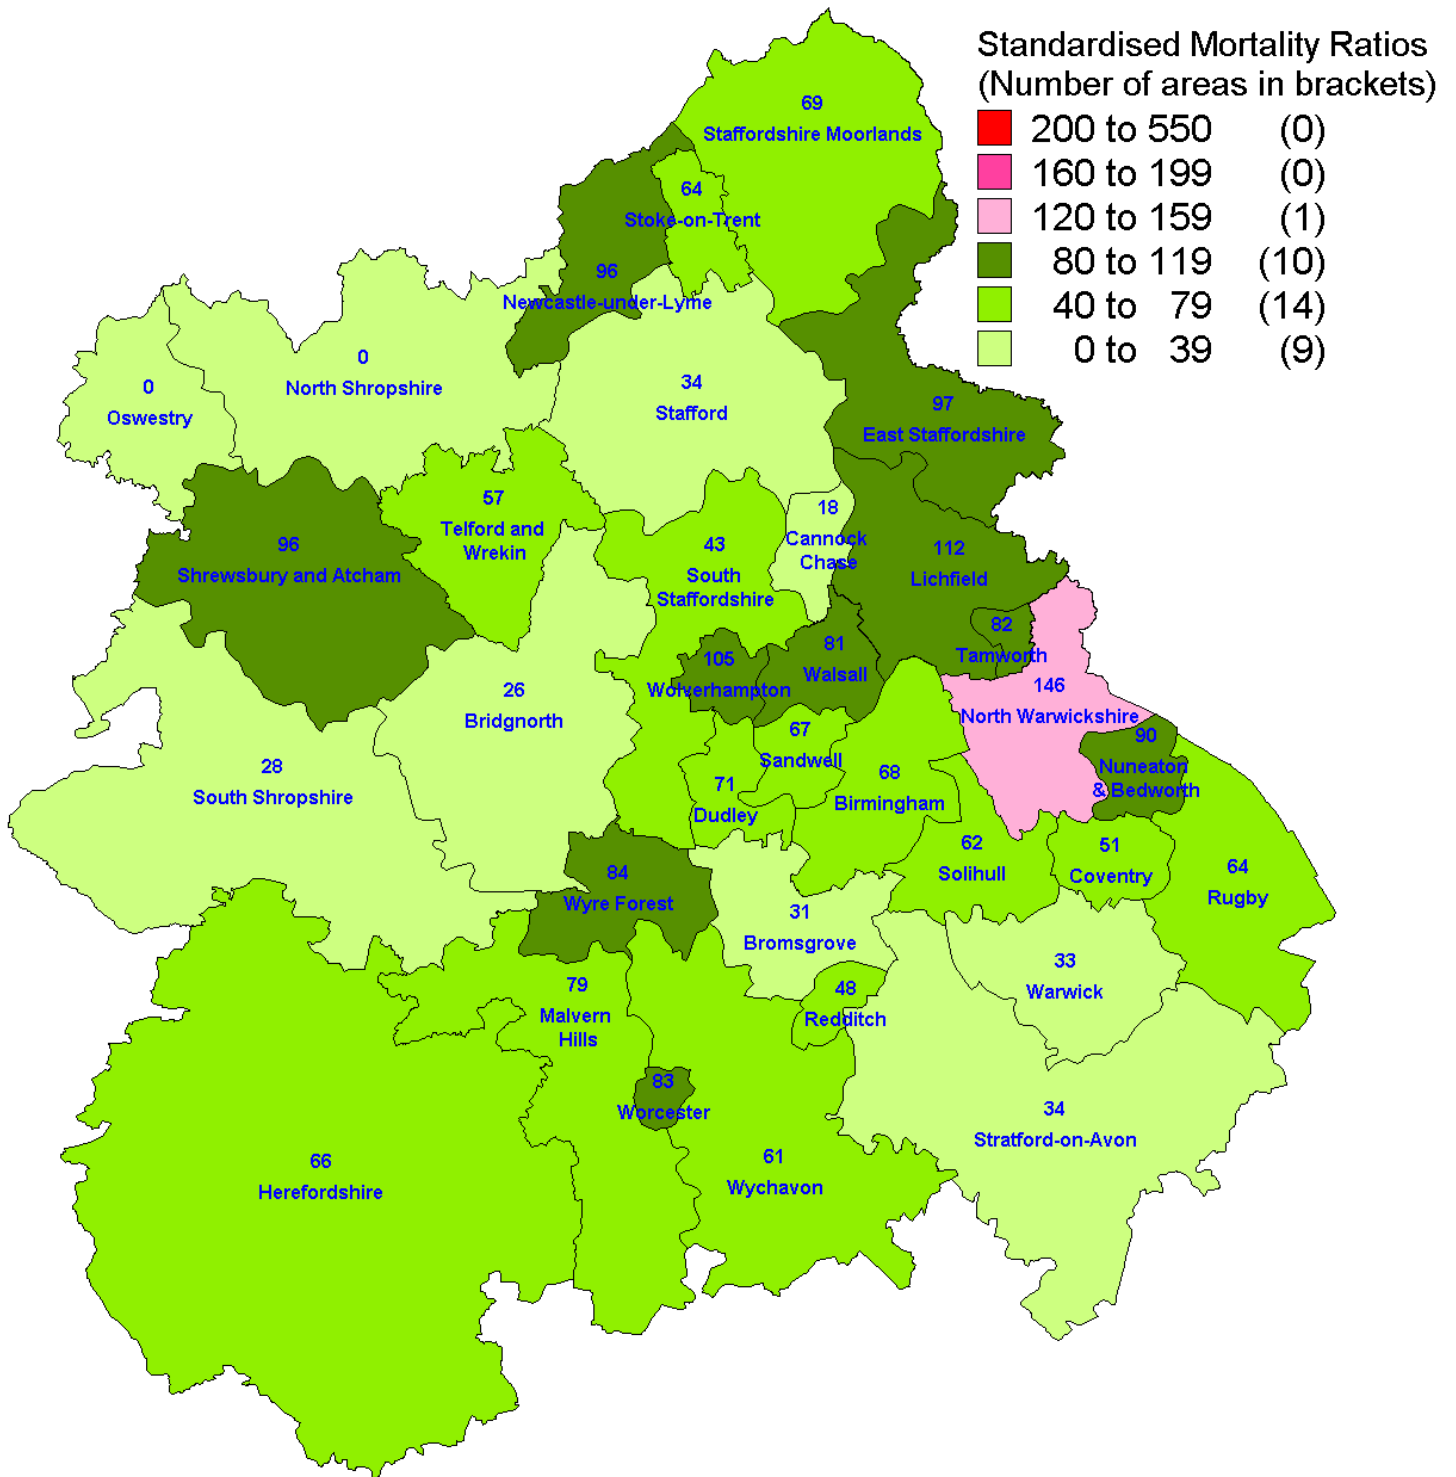 Standardised Mortality Ratios
(Number of areas in brackets)
200 to 550 (0)
160 to 199 (0)
120 to 159 (1)
80 to 119 (10)
40 to 79 (14)
0 to 39 (9)
69
Staffordshire Moorlands
64
Stoke-on-Trent
96
Newcastle-under-Lyme
0
North Shropshire
0
Oswestry
34
Stafford
97
East Staffordshire
57
Telford and
Wrekin
18
Cannock
Chase
43
South
Staffordshire
112
Lichfield
96
Shrewsbury and Atcham
82
Tamworth
81
Walsall
105
Wolverhampton
146
North Warwickshire
26
Bridgnorth
90
Nuneaton
& Bedworth
67
Sandwell
68
Birmingham
71
Dudley
28
South Shropshire
62
Solihull
51
Coventry
64
Rugby
84
Wyre Forest
31
Bromsgrove
33
Warwick
79
Malvern
Hills
48
Redditch
83
Worcester
34
Stratford-on-Avon
66
Herefordshire
61
Wychavon